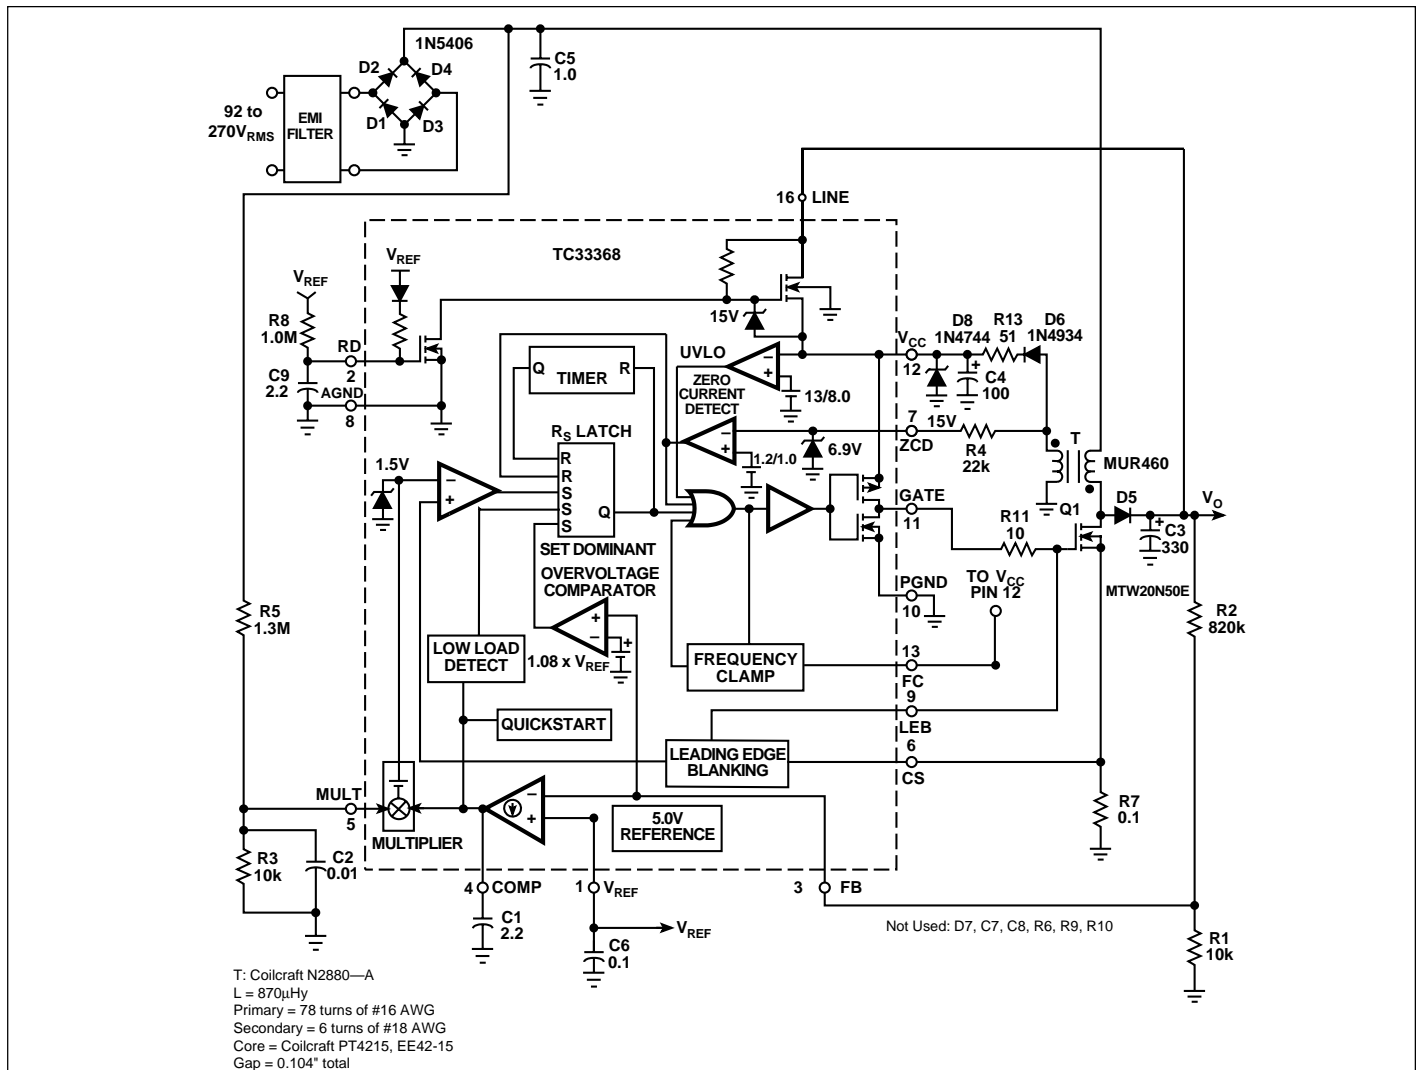 1N5406
D2
D4
D1
D3
C5
1.0
92 to
270VRMS
EMI
FILTER
16
LINE
TC33368
VREF
VREF
R8
1.0M
RD
2
C9
2.2
AGND
8
15V
UVLO
13/8.0
VCC
12
D8
1N4744
R13
51
D6
1N4934
+
C4
100
Q
R
TIMER
ZERO
CURRENT
DETECT
1.2/1.0
6.9V
7
ZCD
15V
R4
22k
T
MUR460
RS LATCH
R
R
S
S
S
Q
SET DOMINANT
1.5V
GATE
11
R11
10
Q1
D5
VO
+
C3
330
MTW20N50E
OVERVOLTAGE
COMPARATOR
1.08 x VREF
PGND
10
TO VCC
PIN 12
R5
1.3M
LOW LOAD
DETECT
FREQUENCY
CLAMP
13
FC
R2
820k
QUICKSTART
9
LEB
LEADING EDGE
BLANKING
6
CS
MULT
5
MULTIPLIER
5.0V
REFERENCE
R7
0.1
R3
10k
C2
0.01
4
COMP
1
VREF
3
FB
C1
2.2
VREF
C6
0.1
Not Used: D7, C7, C8, R6, R9, R10
R1
10k
T: Coilcraft N2880—A
L = 870μHy
Primary = 78 turns of #16 AWG
Secondary = 6 turns of #18 AWG
Core = Coilcraft PT4215, EE42-15
Gap = 0.104" total